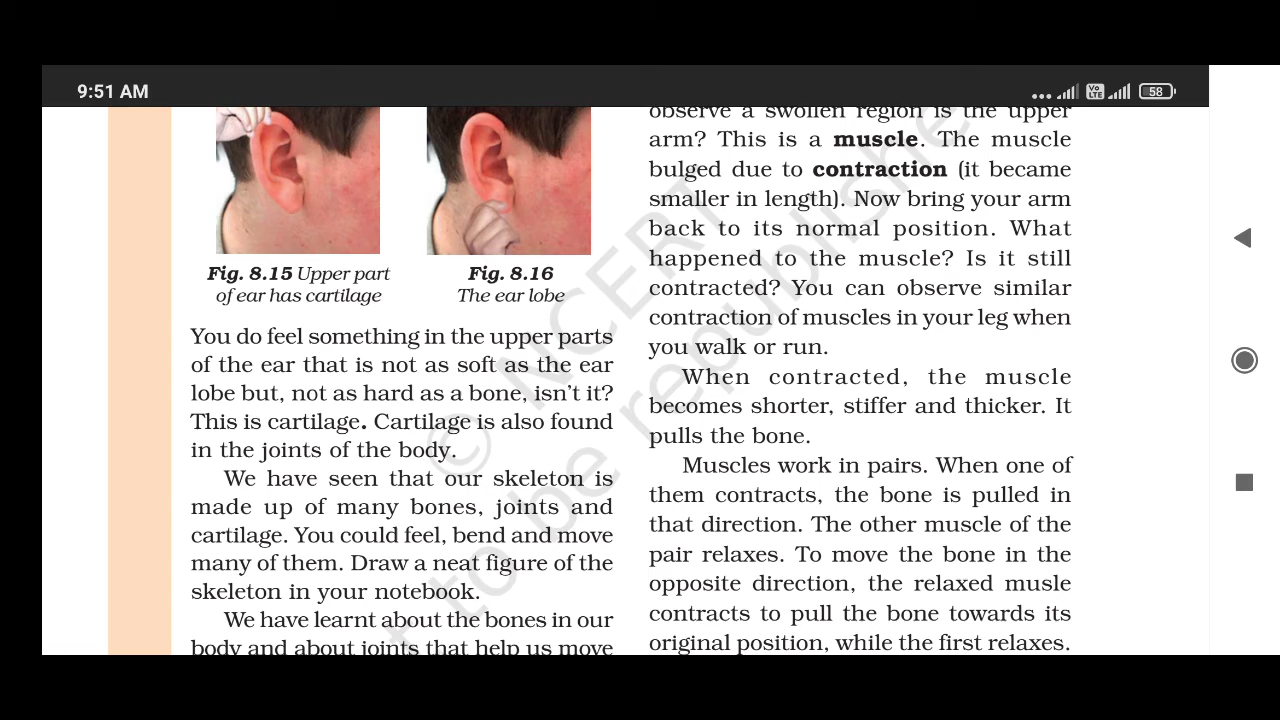 9:51 AM
VO LTE
58
Fig. 8.15 Upper part
of ear has cartilage
Fig. 8.16
The ear lobe
You do feel something in the upper parts
of the ear that is not as soft as the ear
lobe but, not as hard as a bone, isn't it?
This is cartilage. Cartilage is also found
in the joints of the body.
We have seen that our skeleton is
made up of many bones, joints and
cartilage. You could feel, bend and move
many of them. Draw a neat figure of the
skeleton in your notebook.
We have learnt about the bones in our
body and about joints that help us move
observe a swollen region is the upper
arm? This is a muscle. The muscle
bulged due to contraction (it became
smaller in length). Now bring your arm
back to its normal position. What
happened to the muscle? Is it still
contracted? You can observe similar
contraction of muscles in your leg when
you walk or run.
When contracted, the muscle
becomes shorter, stiffer and thicker. It
pulls the bone.
Muscles work in pairs. When one of
them contracts, the bone is pulled in
that direction. The other muscle of the
pair relaxes. To move the bone in the
opposite direction, the relaxed musle
contracts to pull the bone towards its
original position, while the first relaxes.
© NCERT
to be republishe